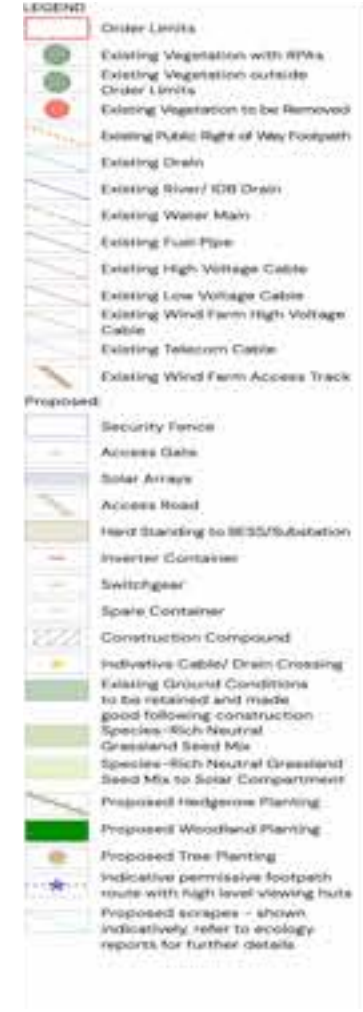 LEGEND
Order Limits
Existing Vegetation with RPAs
Existing Vegetation outside
Order Limits
Existing Vegetation to be Removed
Existing Public Right of Way Footpath
Existing Drain
Existing River/ IDB Drain
Existing Water Main
Existing Fuel Pipe
Existing High Voltage Cable
Existing Low Voltage Cable
Existing Wind Farm High Voltage
Cable
Existing Telecom Cable
Existing Wind Farm Access Track
Proposed:
Security Fence
Access Gate
Solar Arrays
Access Road
Hard Standing to BESS/Substation
Inverter Container
Switchgear
Spare Container
Construction Compound
Indivative Cable/ Drain Crossing
Existing Ground Conditions
to be retained and made
good following construction
Species-Rich Neutral
Grassland Seed Mix
Species-Rich Neutral Grassland
Seed Mix to Solar Compartment
Proposed Hedgerow Planting
Proposed Woodland Planting
Proposed Tree Planting
Indicative permissive footpath
route with high level viewing huts
Proposed scrapes - shown
indicatively, refer to ecology
reports for further details